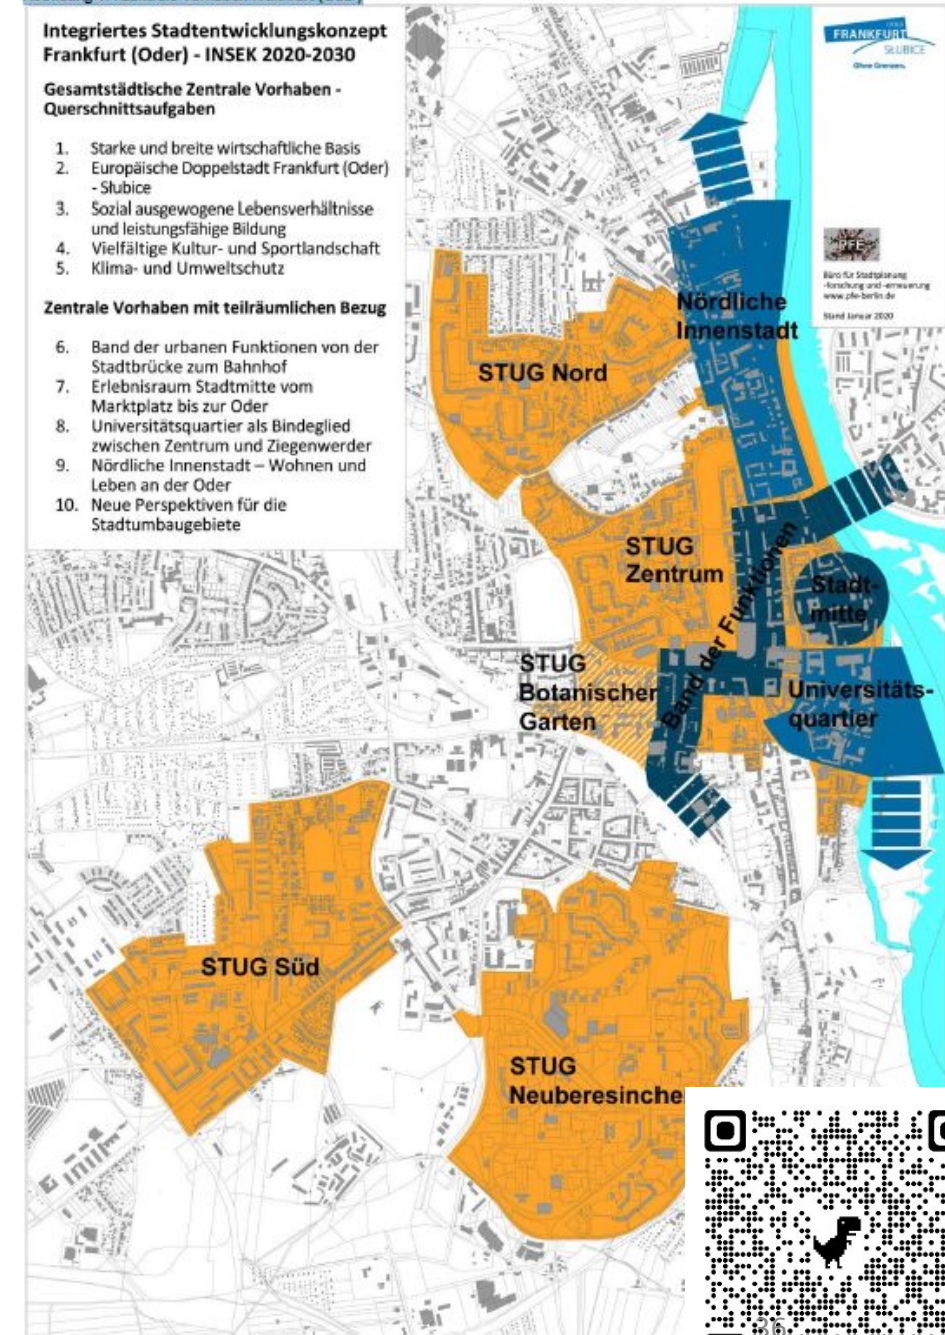 Integriertes Stadtentwicklungskonzept
Frankfurt (Oder) - INSEK 2020-2030
Gesamtstädtische Zentrale Vorhaben -
Querschnittsaufgaben
1. Starke und breite wirtschaftliche Basis
2. Europäische Doppelstadt Frankfurt (Oder)
- Słubice
3. Sozial ausgewogene Lebensverhältnisse
und leistungsfähige Bildung
4. Vielfältige Kultur- und Sportlandschaft
5. Klima- und Umweltschutz
Zentrale Vorhaben mit teilräumlichen Bezug
6. Band der urbanen Funktionen von der
Stadtbrücke zum Bahnhof
7. Erlebnisraum Stadtmitte vom
Marktplatz bis zur Oder
8. Universitätsquartier als Bindeglied
zwischen Zentrum und Ziegenwerder
9. Nördliche Innenstadt – Wohnen und
Leben an der Oder
10. Neue Perspektiven für die
Stadtumbaugebiete
FRANKFURT
SŁUBICE
Ohne Grenzen.
PFE
Büro für Stadtplanung
-forschung und -erneuerung
www.pfe-berlin.de
Stand Januar 2020
Nördliche
Innenstadt
STUG Nord
STUG
Zentrum
Band der Funktionen
Stadt-
mitte
STUG
Botanischer
Garten
Universitäts-
quartier
STUG Süd
STUG
Neuberesinche
36